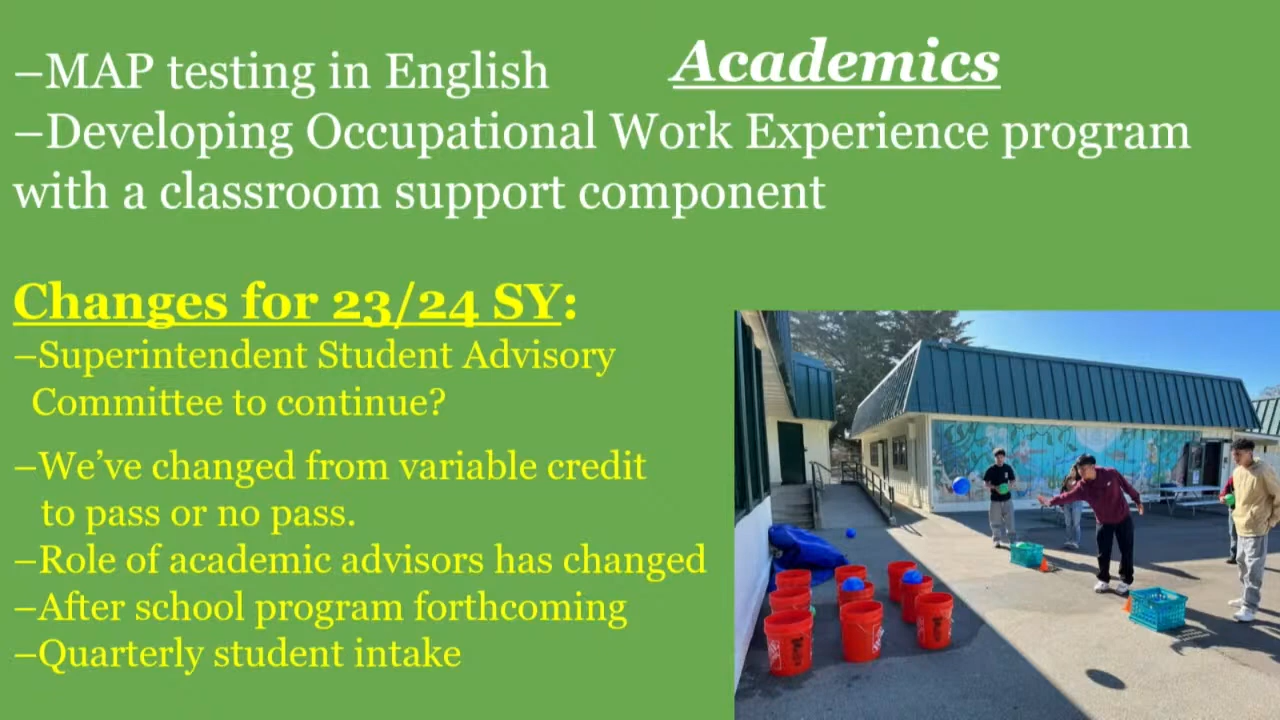 Academics
–MAP testing in English
–Developing Occupational Work Experience program
with a classroom support component
Changes for 23/24 SY:
–Superintendent Student Advisory
Committee to continue?
–We’ve changed from variable credit
to pass or no pass.
–Role of academic advisors has changed
–After school program forthcoming
–Quarterly student intake